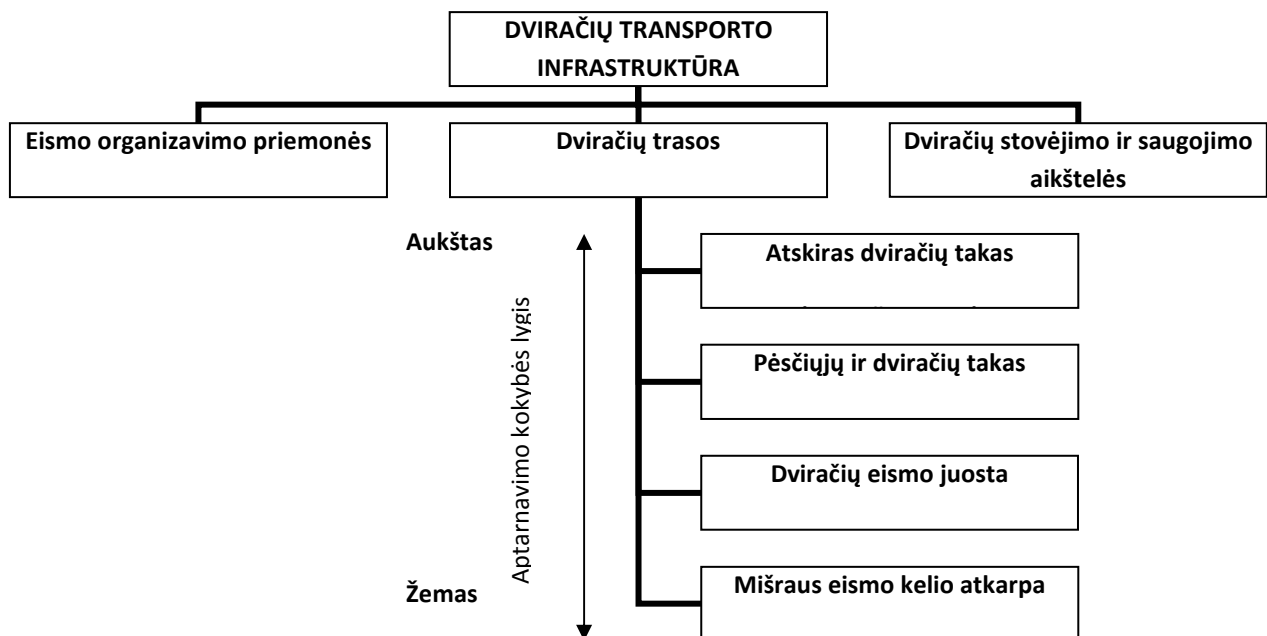 DVIRAČIŲ TRANSPORTO
INFRASTRUKTŪRA
Eismo organizavimo priemonės
Dviračių trasos
Dviračių stovėjimo ir saugojimo
aikštelės
Aukštas
Aptarnavimo kokybės lygis
Žemas
Atskiras dviračių takas
Pėsčiųjų ir dviračių takas
Dviračių eismo juosta
Mišraus eismo kelio atkarpa